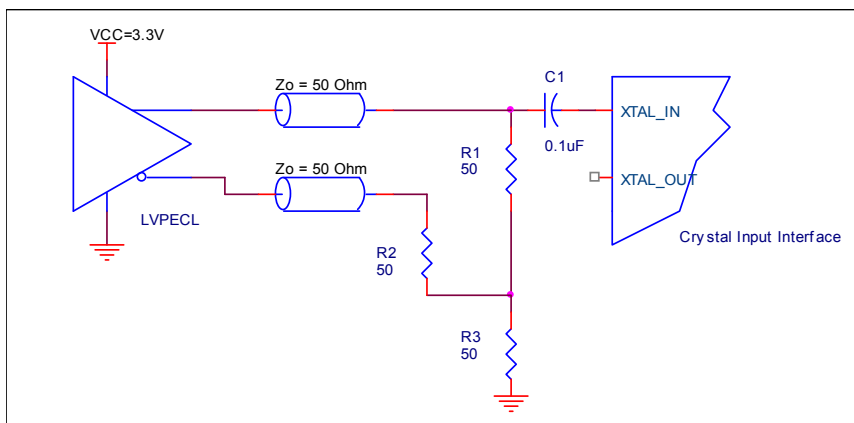 VCC=3.3V
Zo = 50 Ohm
C1
XTAL_IN
0.1uF
R1
50
Zo = 50 Ohm
XTAL_OUT
LVPECL
Crystal Input Interface
R2
50
R3
50